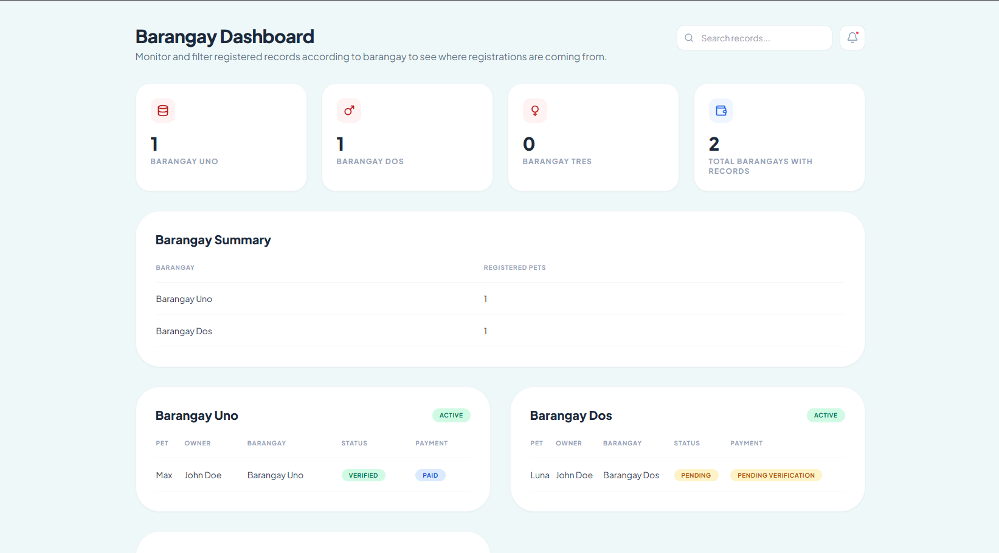 Barangay Dashboard
Monitor and filter registered records according to barangay to see where registrations are coming from.
Search records...
1
BARANGAY UNO
1
BARANGAY DOS
0
BARANGAY TRES
2
TOTAL BARANGAYS WITH
RECORDS
Barangay Summary
BARANGAY REGISTERED PETS
Barangay Uno 1
Barangay Dos 1
Barangay Uno ACTIVE
PET OWNER BARANGAY STATUS PAYMENT
Max John Doe Barangay Uno VERIFIED PAID
Barangay Dos ACTIVE
PET OWNER BARANGAY STATUS PAYMENT
Luna John Doe Barangay Dos PENDING PENDING VERIFICATION